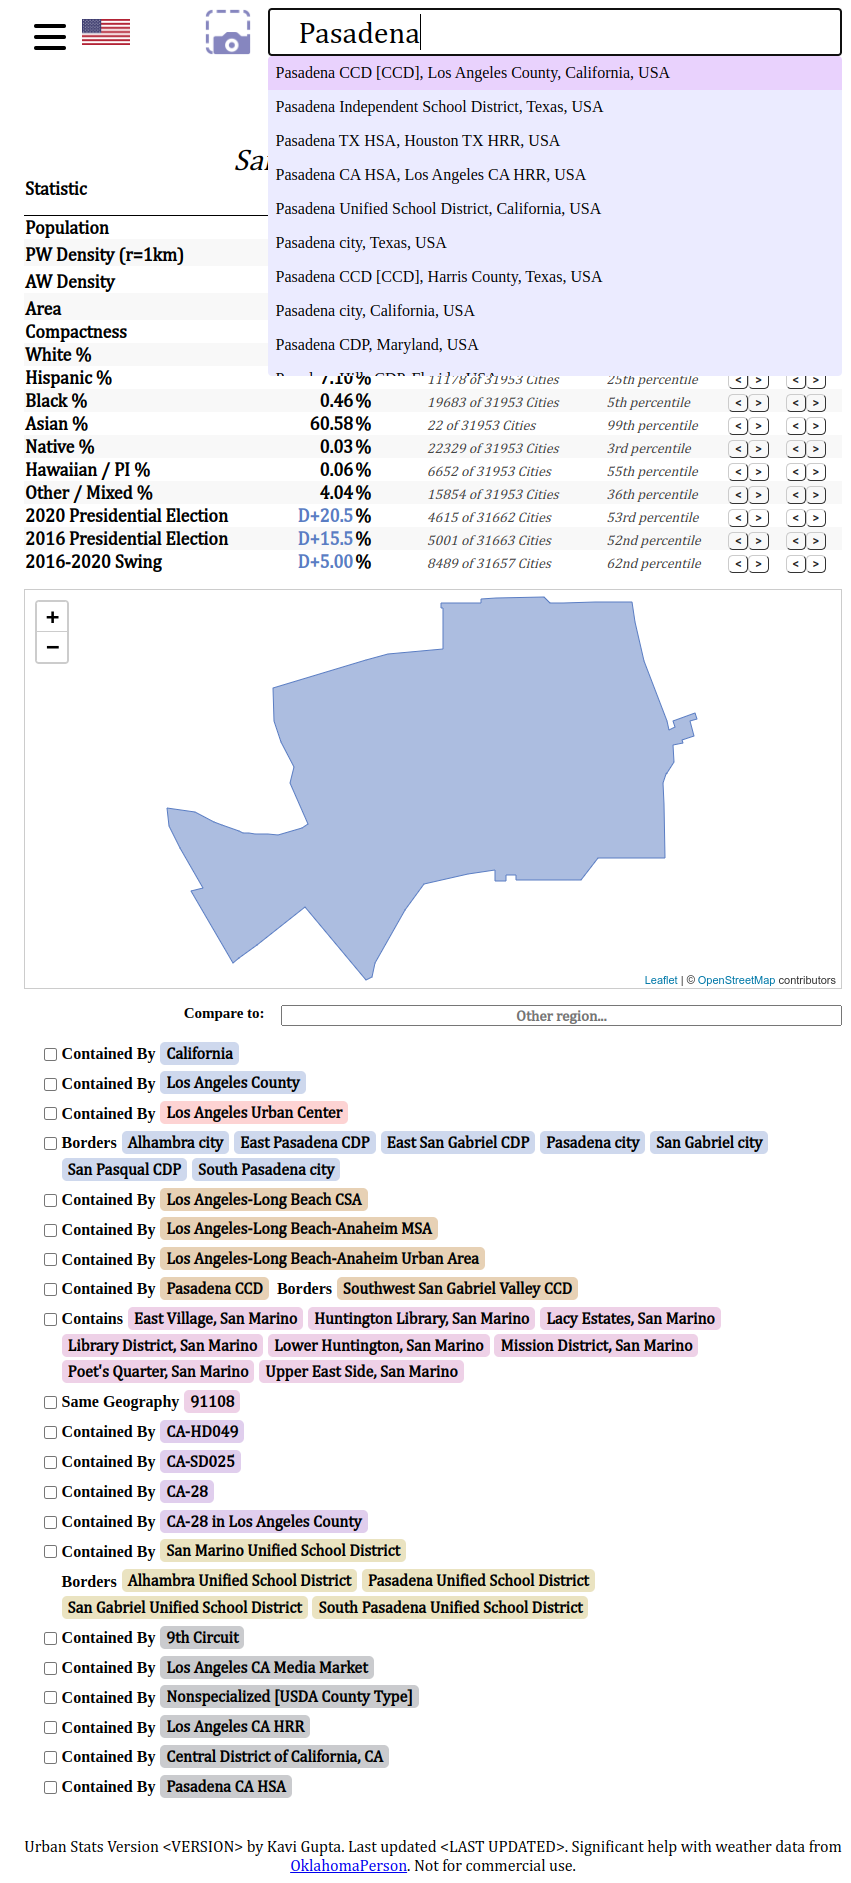 Pasadena
Pasadena CCD [CCD], Los Angeles County, California, USA
Pasadena Independent School District, Texas, USA
Pasadena TX HSA, Houston TX HRR, USA
Pasadena CA HSA, Los Angeles CA HRR, USA
Pasadena Unified School District, California, USA
Pasadena city, Texas, USA
Pasadena CCD [CCD], Harris County, Texas, USA
Pasadena city, California, USA
Pasadena CDP, Maryland, USA
Statistic
Population
PW Density (r=1km)
AW Density
Area
Compactness
White %
Hispanic % 7.10% 11178 of 31953 Cities 25th percentile < > < >
Black % 0.46% 19683 of 31953 Cities 5th percentile < > < >
Asian % 60.58% 22 of 31953 Cities 99th percentile < > < >
Native % 0.03% 22329 of 31953 Cities 3rd percentile < > < >
Hawaiian / PI % 0.06% 6652 of 31953 Cities 55th percentile < > < >
Other / Mixed % 4.04% 15854 of 31953 Cities 36th percentile < > < >
2020 Presidential Election D+20.5% 4615 of 31662 Cities 53rd percentile < > < >
2016 Presidential Election D+15.5% 5001 of 31663 Cities 52nd percentile < > < >
2016-2020 Swing D+5.00% 8489 of 31657 Cities 62nd percentile < > < >
+
−
Leaflet | © OpenStreetMap contributors
Compare to: Other region...
Contained By California
Contained By Los Angeles County
Contained By Los Angeles Urban Center
Borders Alhambra city East Pasadena CDP East San Gabriel CDP Pasadena city San Gabriel city
San Pasqual CDP South Pasadena city
Contained By Los Angeles-Long Beach CSA
Contained By Los Angeles-Long Beach-Anaheim MSA
Contained By Los Angeles-Long Beach-Anaheim Urban Area
Contained By Pasadena CCD Borders Southwest San Gabriel Valley CCD
Contains East Village, San Marino Huntington Library, San Marino Lacy Estates, San Marino
Library District, San Marino Lower Huntington, San Marino Mission District, San Marino
Poet's Quarter, San Marino Upper East Side, San Marino
Same Geography 91108
Contained By CA-HD049
Contained By CA-SD025
Contained By CA-28
Contained By CA-28 in Los Angeles County
Contained By San Marino Unified School District
Borders Alhambra Unified School District Pasadena Unified School District
San Gabriel Unified School District South Pasadena Unified School District
Contained By 9th Circuit
Contained By Los Angeles CA Media Market
Contained By Nonspecialized [USDA County Type]
Contained By Los Angeles CA HRR
Contained By Central District of California, CA
Contained By Pasadena CA HSA
Urban Stats Version <VERSION> by Kavi Gupta. Last updated <LAST UPDATED>. Significant help with weather data from
OklahomaPerson. Not for commercial use.